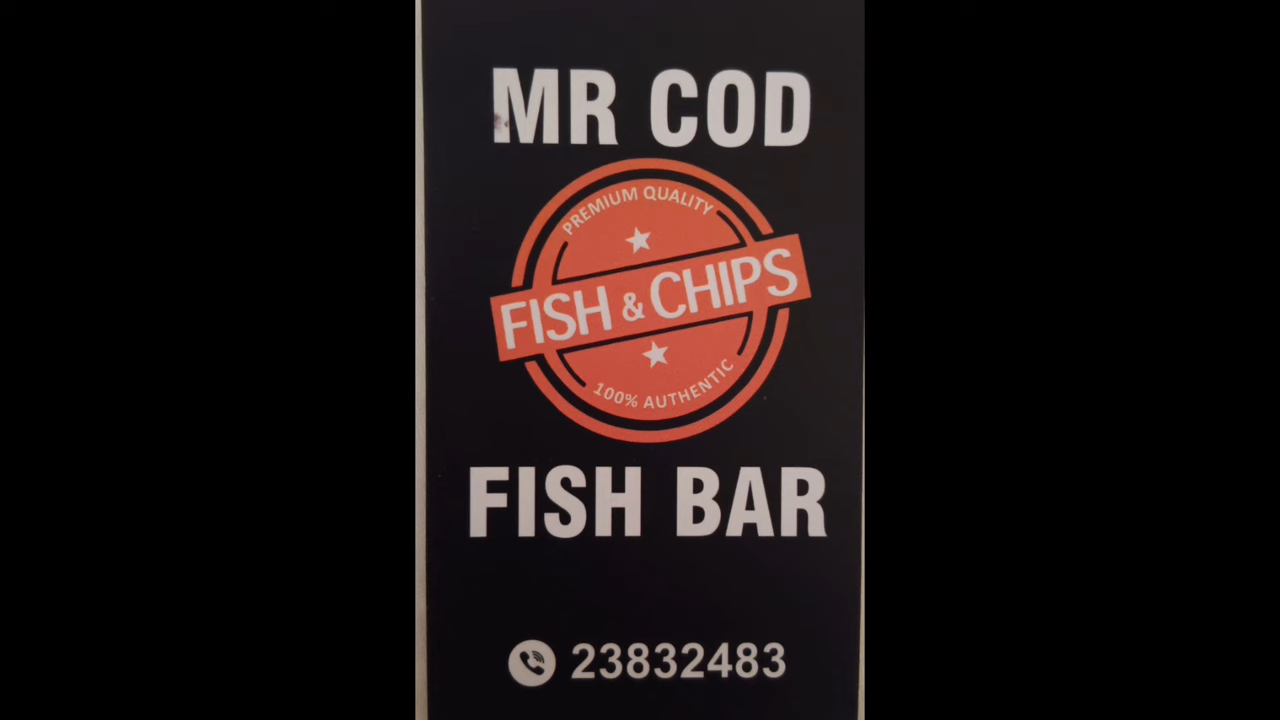 MR COD
PREMIUM QUALITY
FISH & CHIPS
100% AUTHENTIC
FISH BAR
23832483